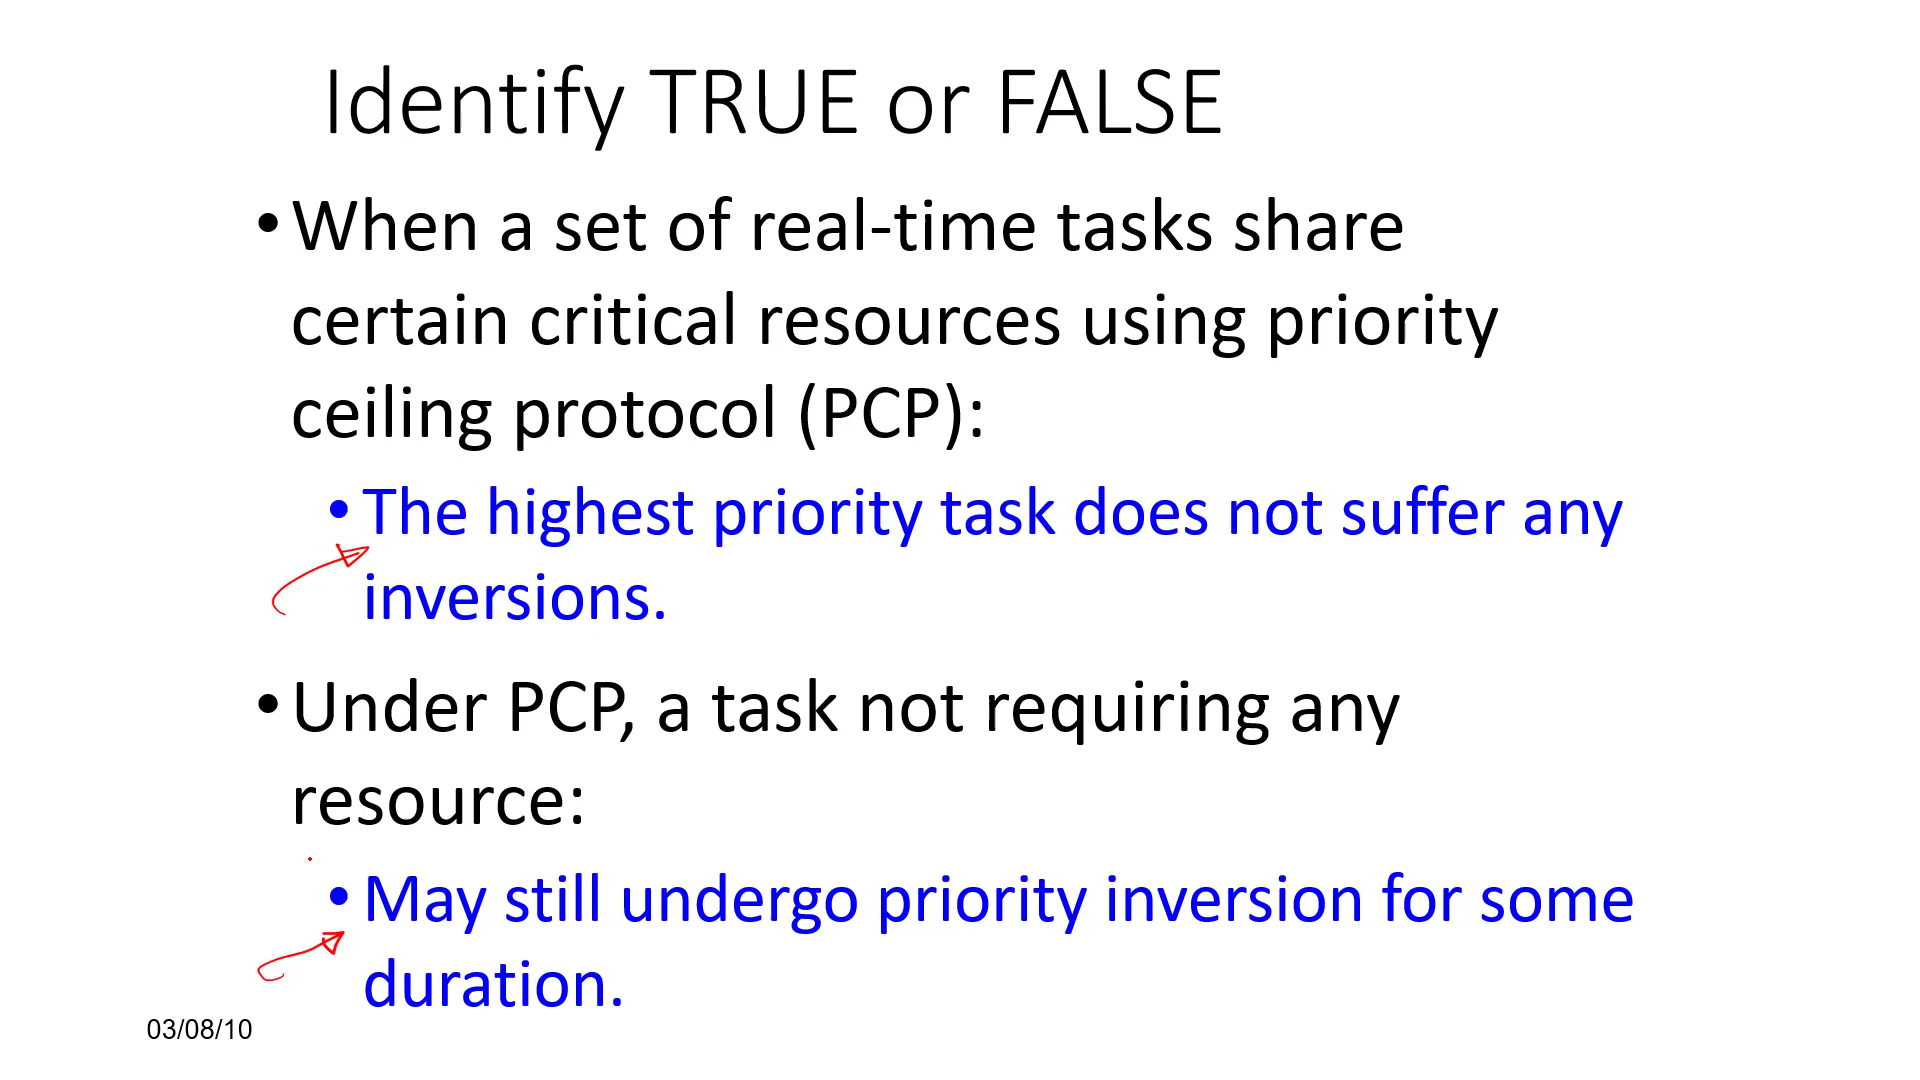 Identify TRUE or FALSE
• When a set of real-time tasks share
certain critical resources using priority
ceiling protocol (PCP):
• The highest priority task does not suffer any
inversions.
• Under PCP, a task not requiring any
resource:
• May still undergo priority inversion for some
duration.
03/08/10